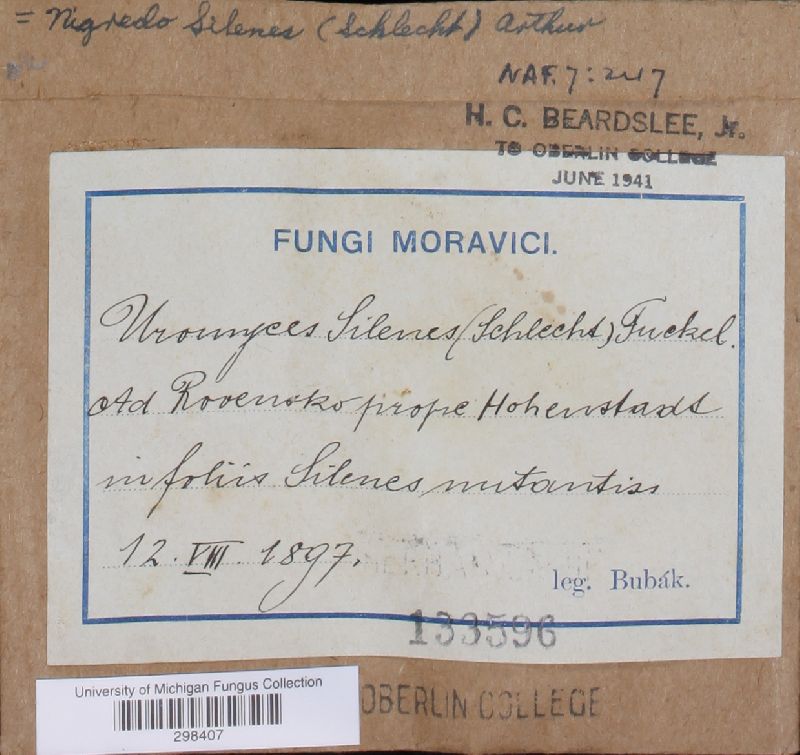 = Nigredo Silenes (Schlecht) Arthur
NAF. 7:247
H. C. BEARDSLEE, Jr.
TO OBERLIN COLLEGE
JUNE 1941
FUNGI MORAVICI.
Uromyces Silenes (Schlecht) Fuckel.
Ad Rovensko prope Hohenstadt
in foliis Silenes nutantis
12. VIII 1897.
leg. Bubák.
133596
OBERLIN COLLEGE
University of Michigan Fungus Collection
298407